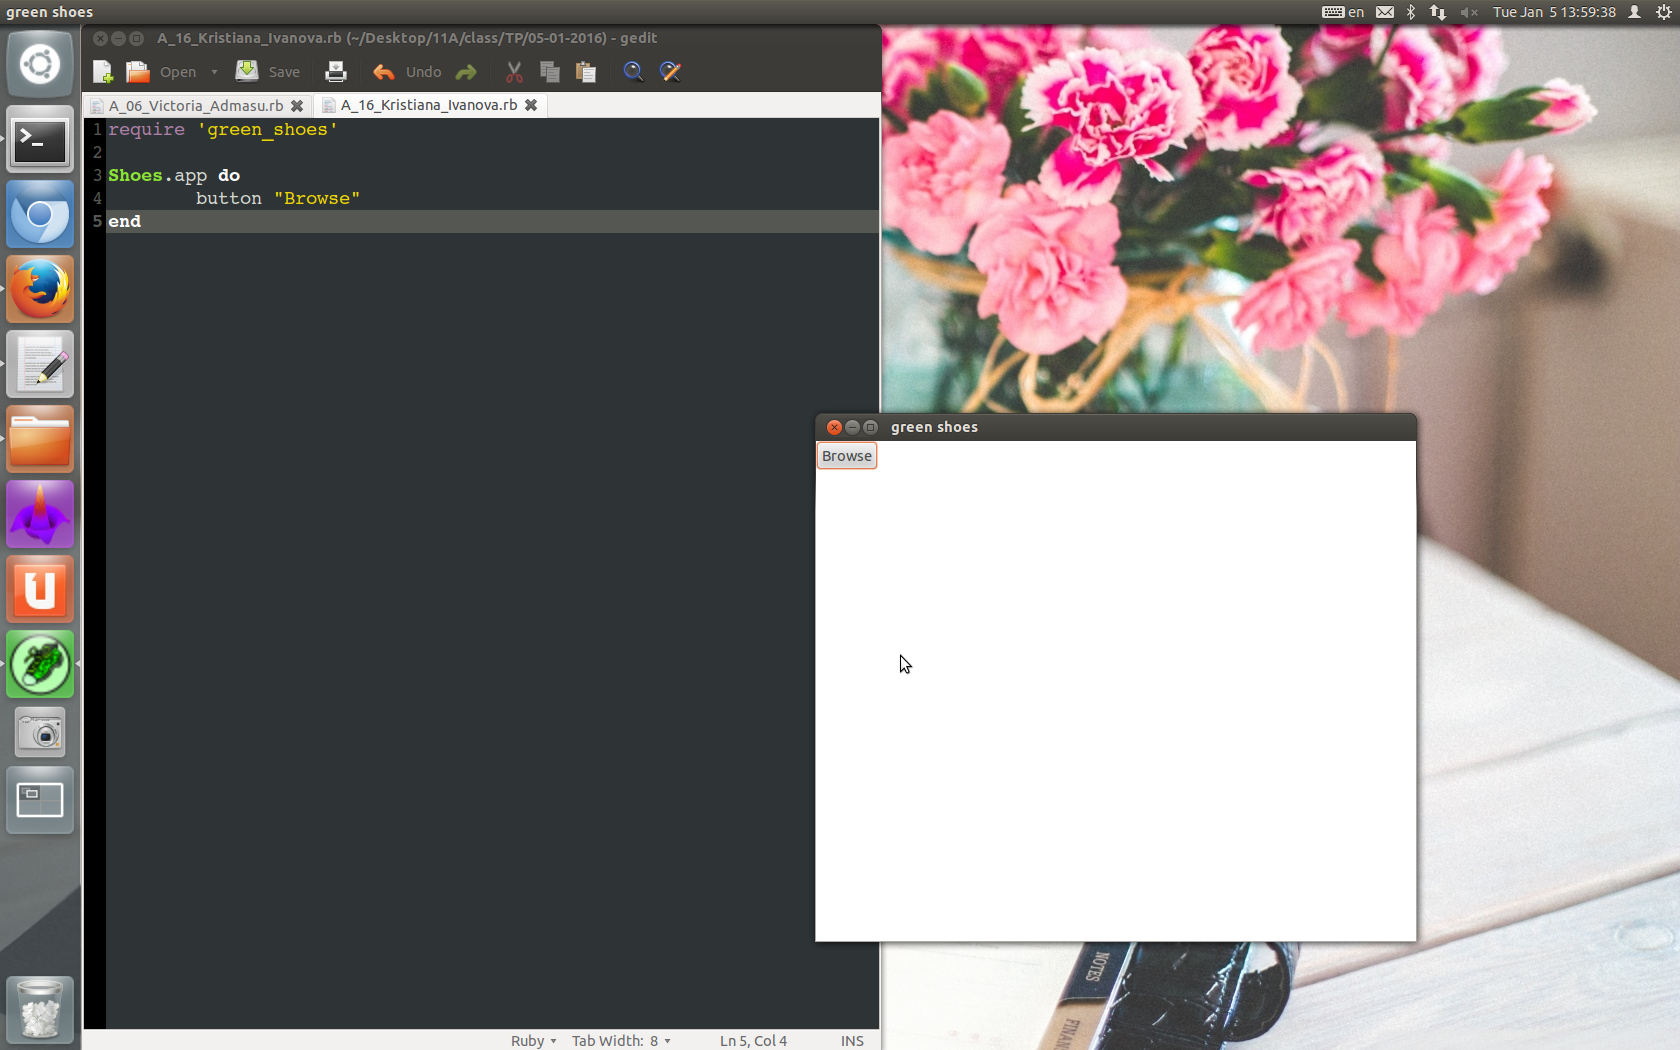 green shoes
en
Tue Jan 5 13:59:38
A_16_Kristiana_Ivanova.rb (~/Desktop/11A/class/TP/05-01-2016) - gedit
Open
Save
Undo
A_06_Victoria_Admasu.rb
A_16_Kristiana_Ivanova.rb
1 require 'green_shoes'
2
3 Shoes.app do
4 button "Browse"
5 end
green shoes
Browse
NOTES
Ruby
Tab Width: 8
Ln 5, Col 4
INS